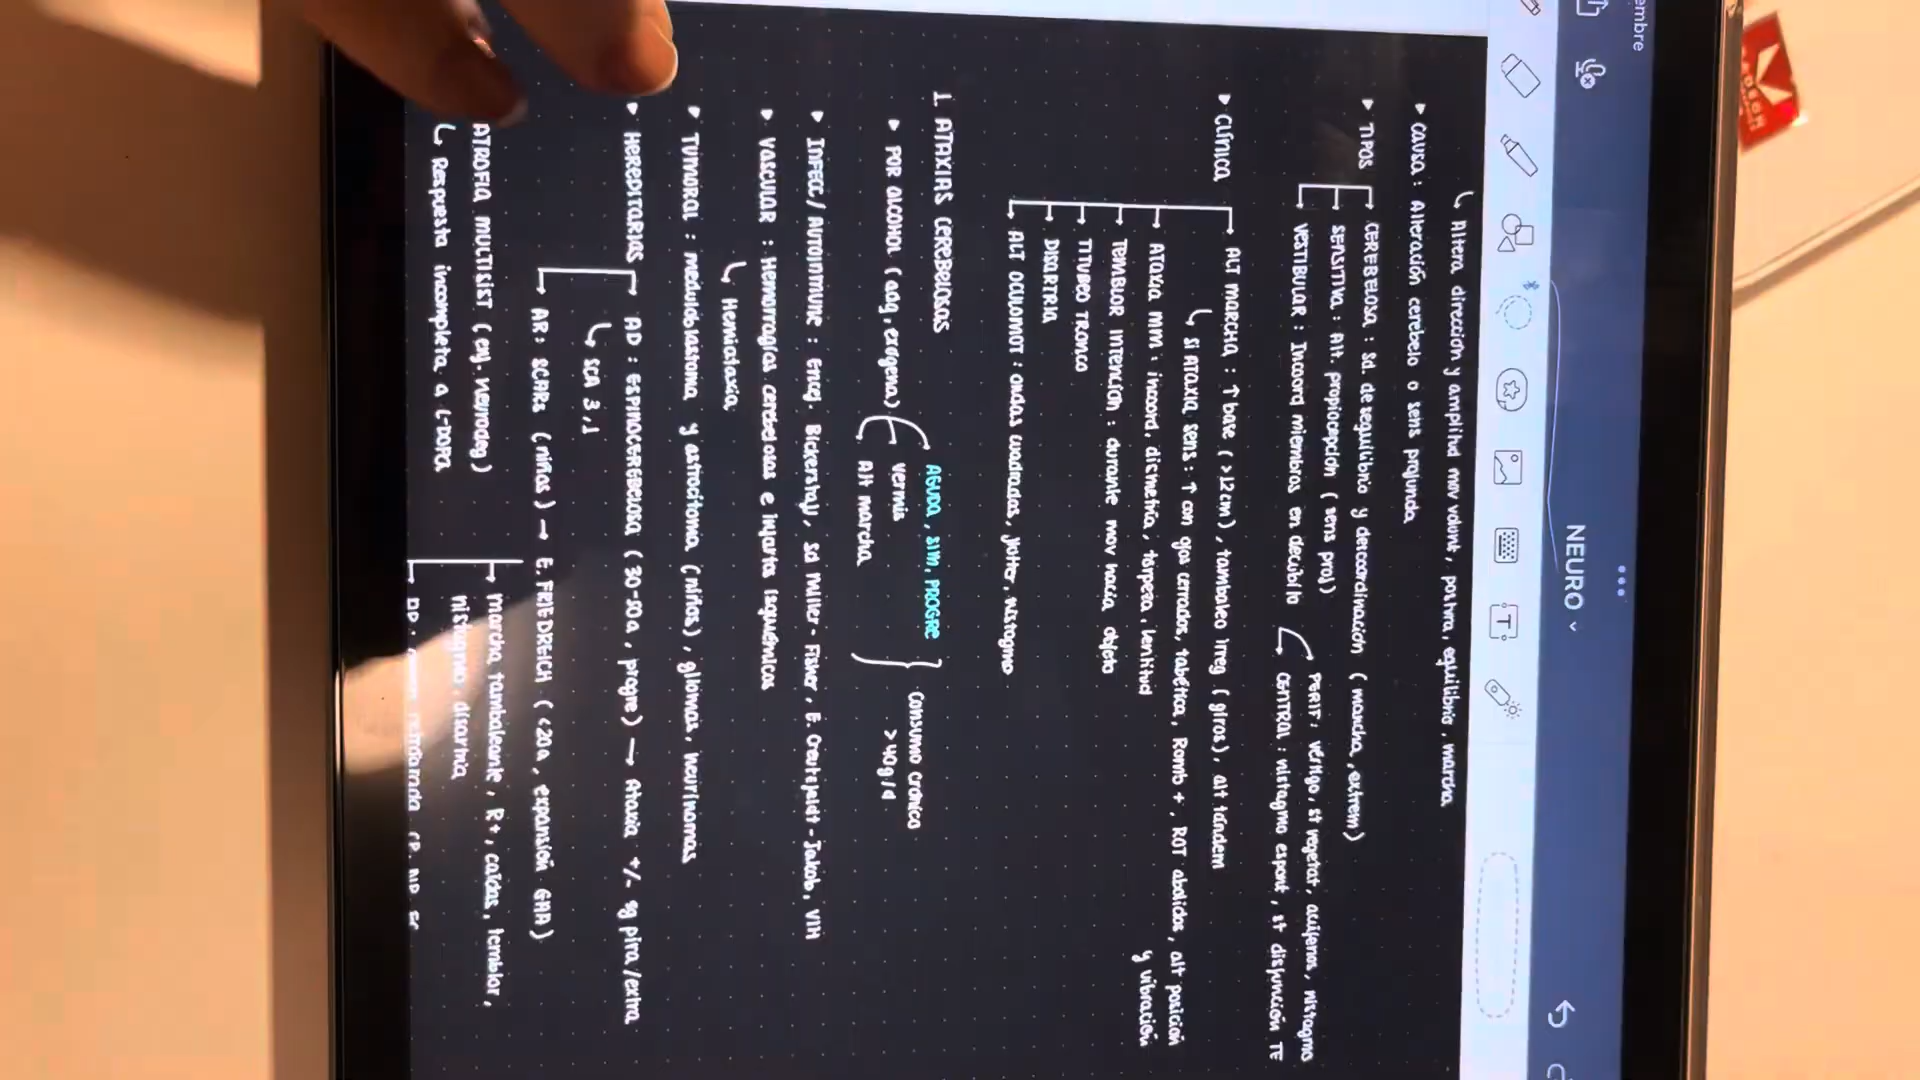 embre
NEURO
↳ Altera dirección y amplitud mov volunt, postura, equilibrio, marcha
▸ CAUSA: Alteración cerebelo o sens profunda
▸ TIPOS → CEREBELOSA: Sd. desequilibrio y descoordinación (marcha, extrem)
→ SENSITIVA: Alt. propiocepción (sens prof)
→ VESTIBULAR: Incoord miembros en decúbito
→ PERIF: vértigo, st vegetat, acúfenos, nistagmo
→ CENTRAL: nistagmo espont, st disfunción TE
▸ CLÍNICA → ALT MARCHA: ↑ base (>12cm), tambaleo irreg (giros), alt tándem
↳ SI ATAXIA SENS: ↑ con ojos cerrados, tabética, Romb +, ROT abolidos, alt posición
y vibración
→ ATAXIA MM: incoord, dismetría, torpeza, lentitud
→ TEMBLOR INTENCIÓN: durante mov hacia objeto
→ TITUBEO TRONCO
→ DISARTRIA
→ ALT OCULOMOT: ondas cuadradas, flutter, nistagmo
1. ATAXIAS CEREBELOSAS
▸ POR ALCOHOL (adq, exógena) AGUDA, SIM, PROGRE
→ vermis
→ Alt marcha
Consumo crónico
> 40g/d
▸ INFECC/AUTOINMUNE: Encef. Bickerstaff, Sd Miller-Fisher, E. Creutzfeldt-Jakob, VIH
▸ VASCULAR: Hemorragias cerebelosas e infartos isquémicos
↳ Hemiataxia
▸ TUMORAL: meduloblastoma y astrocitoma (niños), gliomas, neurinomas
▸ HEREDITARIAS → AD: ESPINOCEREBELOSA (30-50a, progre) → Ataxia +/- sg pira/extra
↳ SCA 3,1
→ AR: SCARs (niños) → E. FRIEDREICH (<20a, expansión GAA)
ATROFIA MULTISIST (ej. neurodeg)
↳ Respuesta incompleta a L-DOPA
→ marcha tambaleante, R+, caídas, temblor,
nistagmo, disartria